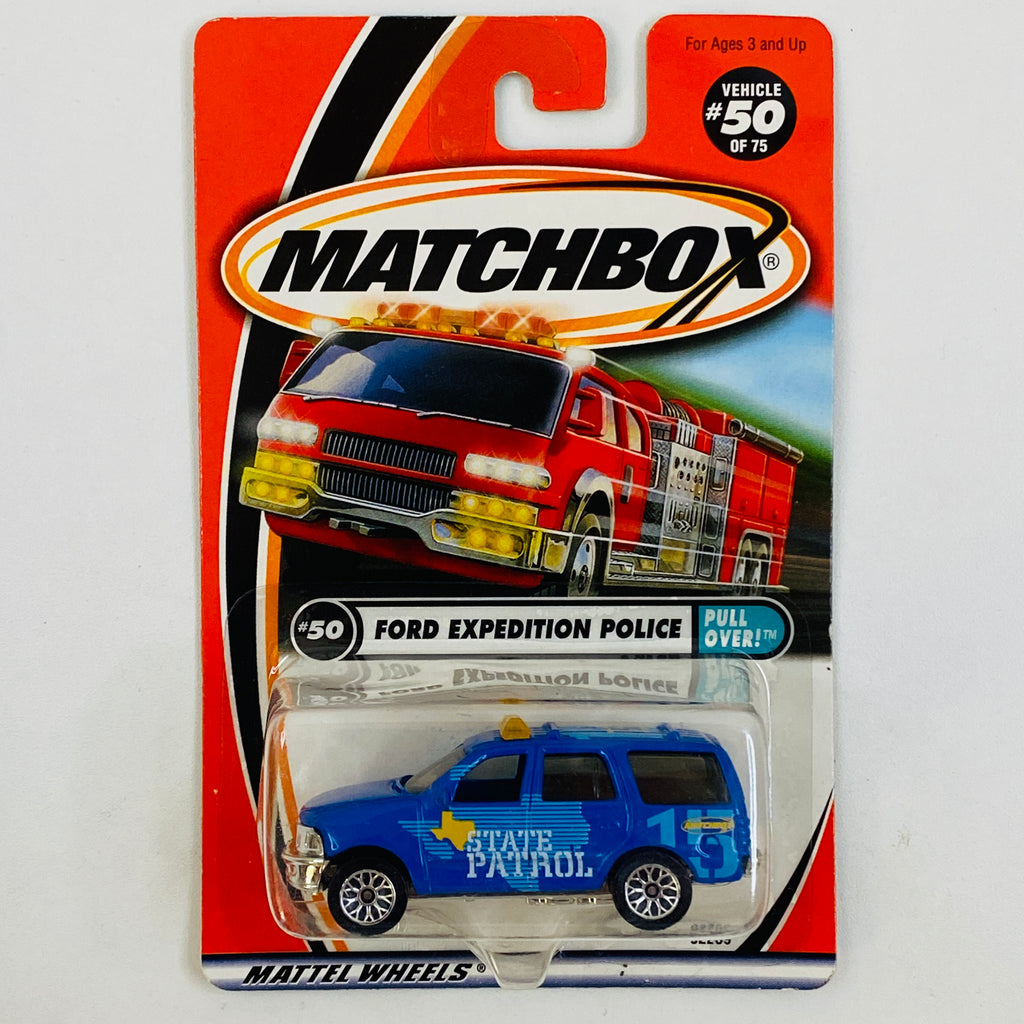 For Ages 3 and Up
VEHICLE
#50
OF 75
MATCHBOX®
#50 FORD EXPEDITION POLICE PULL OVER!™
STATE
PATROL
15
MATCHBOX
MATTEL WHEELS®